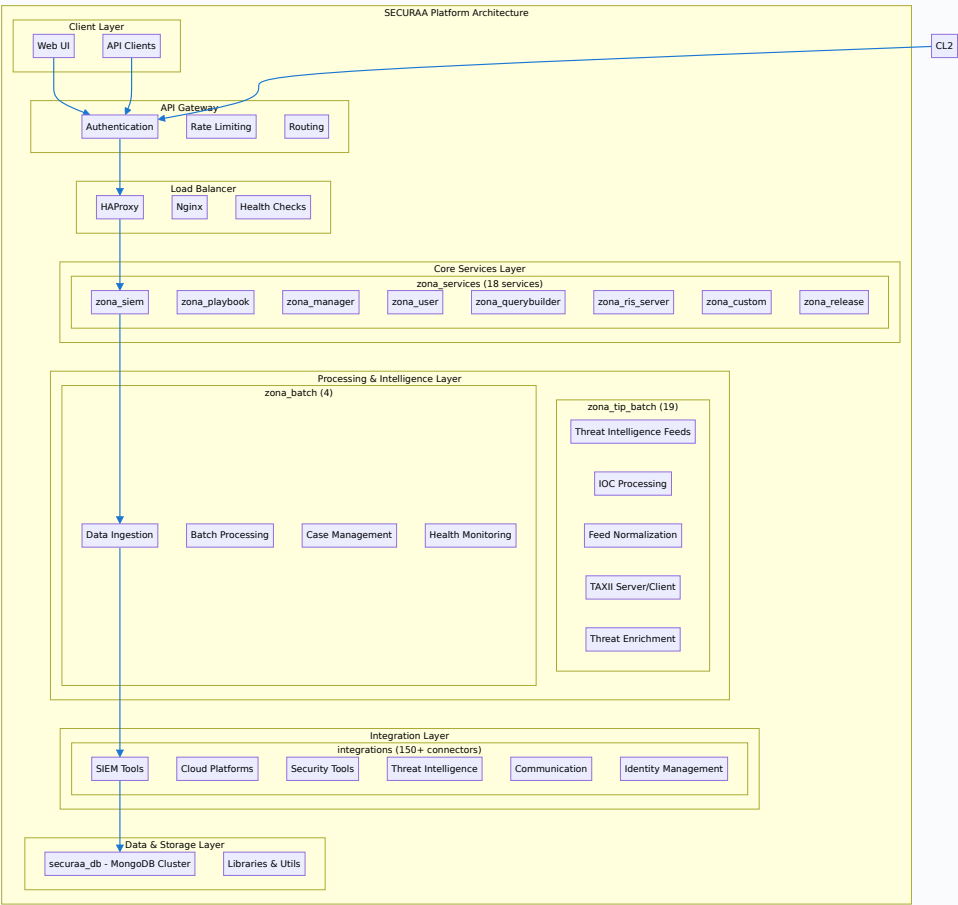 SECURAA Platform Architecture
Client Layer
Web UI
API Clients
CL2
API Gateway
Authentication
Rate Limiting
Routing
Load Balancer
HAProxy
Nginx
Health Checks
Core Services Layer
zona_services (18 services)
zona_siem
zona_playbook
zona_manager
zona_user
zona_querybuilder
zona_ris_server
zona_custom
zona_release
Processing & Intelligence Layer
zona_batch (4)
Data Ingestion
Batch Processing
Case Management
Health Monitoring
zona_tip_batch (19)
Threat Intelligence Feeds
IOC Processing
Feed Normalization
TAXII Server/Client
Threat Enrichment
Integration Layer
integrations (150+ connectors)
SIEM Tools
Cloud Platforms
Security Tools
Threat Intelligence
Communication
Identity Management
Data & Storage Layer
securaa_db - MongoDB Cluster
Libraries & Utils